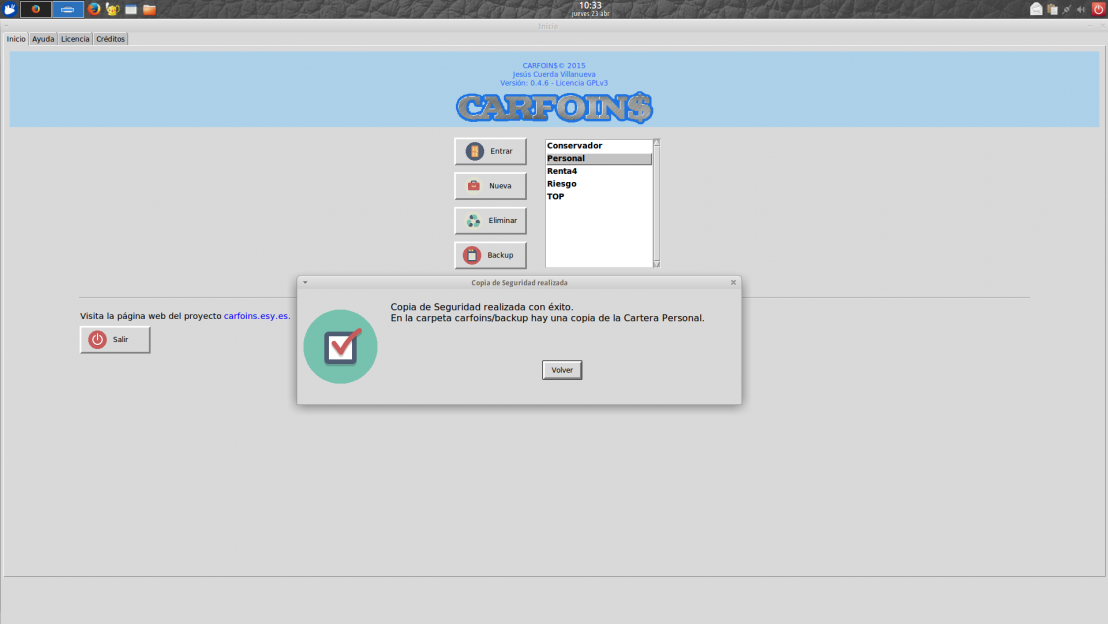 10:33
jueves 23 abr
Inicio
Inicio Ayuda Licencia Créditos
CARFOIN$© 2015
Jesús Cuerda Villanueva
Versión: 0.4.6 - Licencia GPLv3
CARFOIN$
Entrar
Nueva
Eliminar
Backup
Conservador
Personal
Renta4
Riesgo
TOP
Copia de Seguridad realizada
Copia de Seguridad realizada con éxito.
En la carpeta carfoins/backup hay una copia de la Cartera Personal.
Volver
Visita la página web del proyecto carfoins.esy.es.
Salir